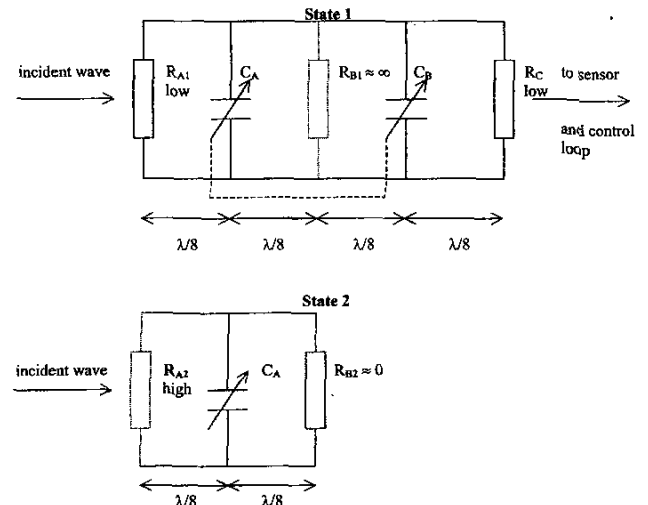 State 1
incident wave
R_A1
low
C_A
R_B1 ≈ ∞
C_B
R_C
low
to sensor
and control
loop
λ/8 λ/8 λ/8 λ/8
State 2
incident wave
R_A2
high
C_A
R_B2 ≈ 0
λ/8 λ/8